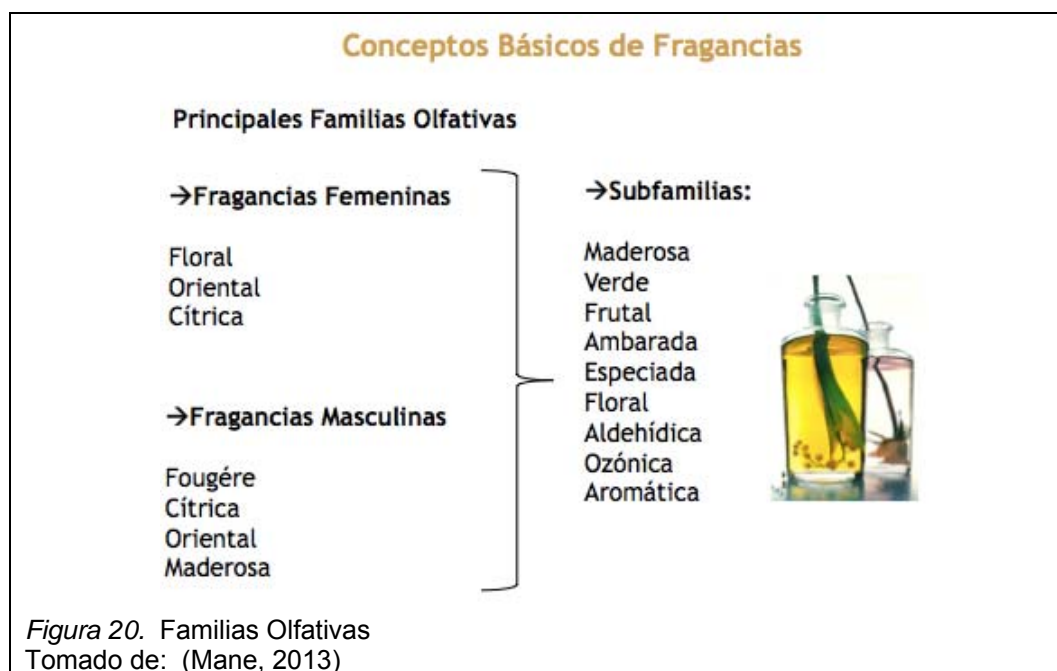 Conceptos Básicos de Fragancias
Principales Familias Olfativas
→Fragancias Femeninas
Floral
Oriental
Cítrica
→Fragancias Masculinas
Fougére
Cítrica
Oriental
Maderosa
→Subfamilias:
Maderosa
Verde
Frutal
Ambarada
Especiada
Floral
Aldehídica
Ozónica
Aromática
Figura 20. Familias Olfativas
Tomado de: (Mane, 2013)